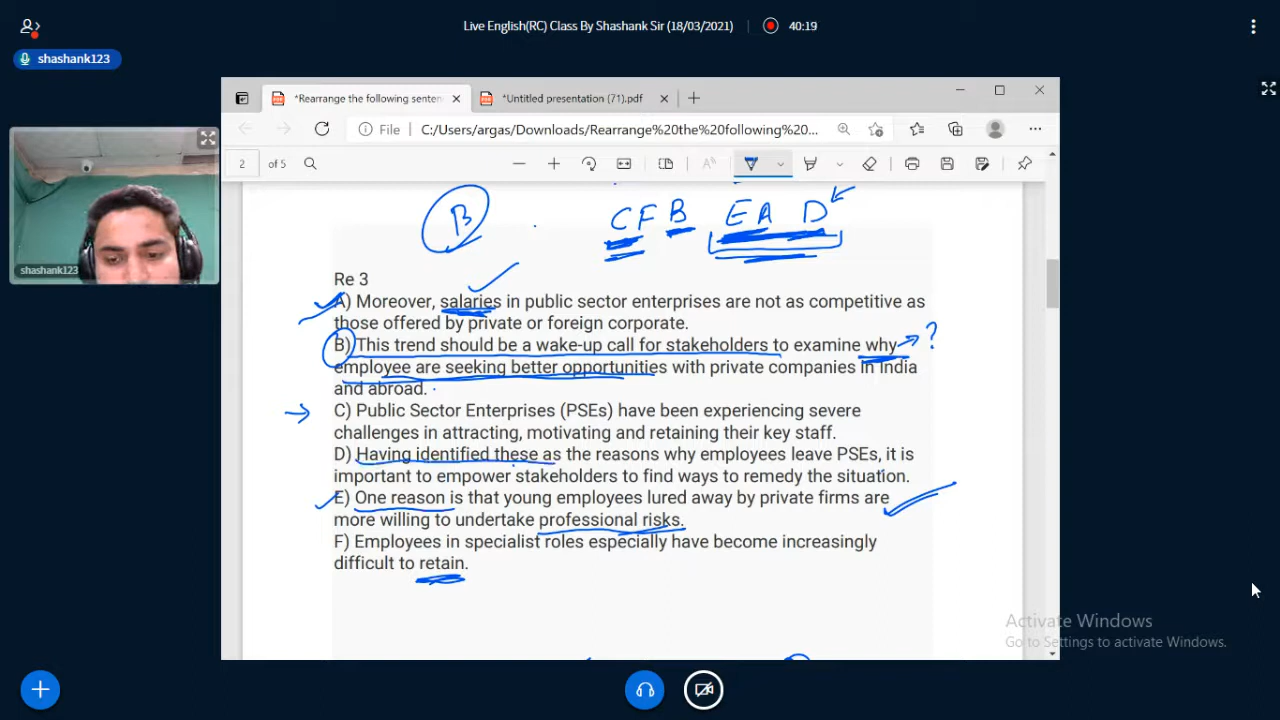 Live English(RC) Class By Shashank Sir (18/03/2021)
40:19
shashank123
*Rearrange the following senten
*Untitled presentation (71).pdf
File
C:/Users/argas/Downloads/Rearrange%20the%20following%20...
2 of 5
B
C F B E A D
Re 3
A) Moreover, salaries in public sector enterprises are not as competitive as
those offered by private or foreign corporate.
B) This trend should be a wake-up call for stakeholders to examine why → ?
employee are seeking better opportunities with private companies in India
and abroad.
→ C) Public Sector Enterprises (PSEs) have been experiencing severe
challenges in attracting, motivating and retaining their key staff.
D) Having identified these as the reasons why employees leave PSEs, it is
important to empower stakeholders to find ways to remedy the situation.
E) One reason is that young employees lured away by private firms are
more willing to undertake professional risks.
F) Employees in specialist roles especially have become increasingly
difficult to retain.
shashank123
Activate Windows
Go to Settings to activate Windows.